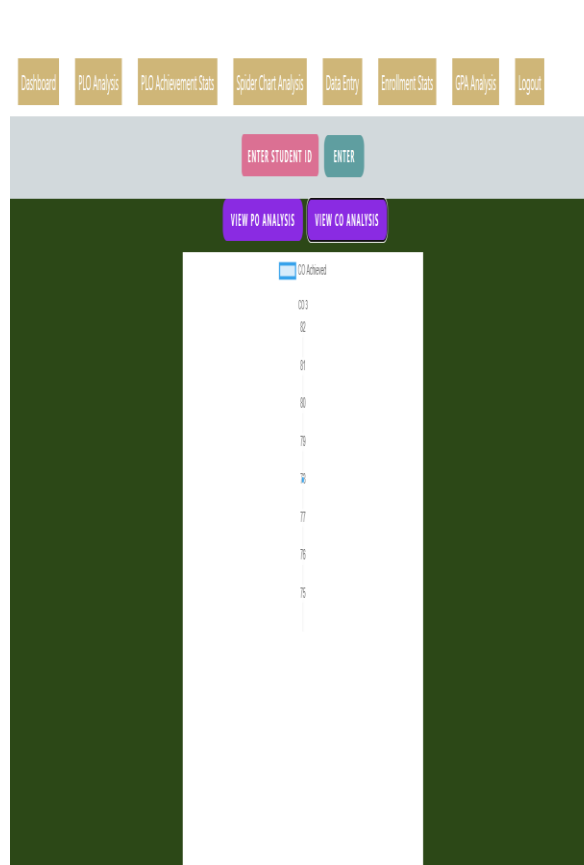 Dashboard PLO Analysis PLO Achievement Stats Spider Chart Analysis Data Entry Enrollment Stats GPA Analysis Logout
ENTER STUDENT ID ENTER
VIEW PO ANALYSIS VIEW CO ANALYSIS
CO Achieved
CO 3
82
81
80
79
78
77
76
75